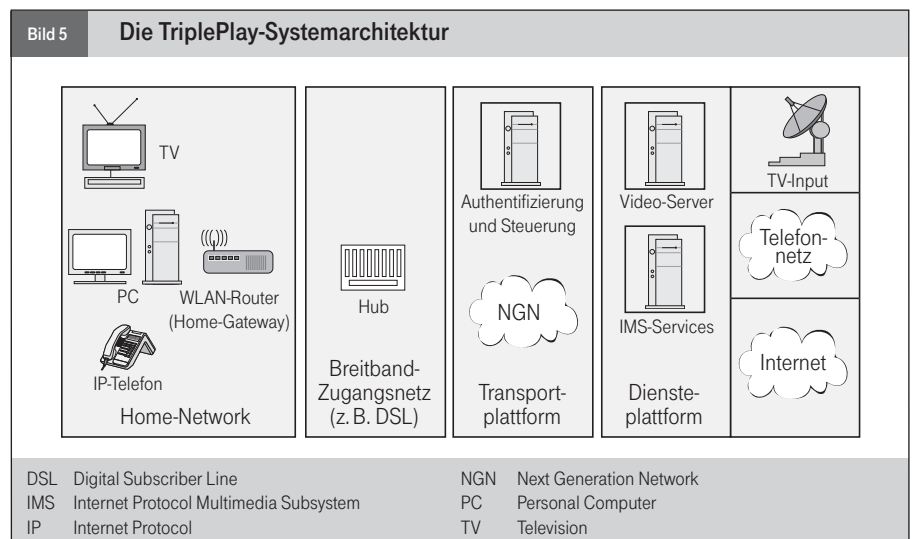 Bild 5
Die TriplePlay-Systemarchitektur
TV
PC
WLAN-Router
(Home-Gateway)
IP-Telefon
Home-Network
Hub
Breitband-
Zugangsnetz
(z. B. DSL)
Authentifizierung
und Steuerung
NGN
Transport-
plattform
Video-Server
IMS-Services
Dienste-
plattform
TV-Input
Telefon-
netz
Internet
DSL Digital Subscriber Line
IMS Internet Protocol Multimedia Subsystem
IP Internet Protocol
NGN Next Generation Network
PC Personal Computer
TV Television